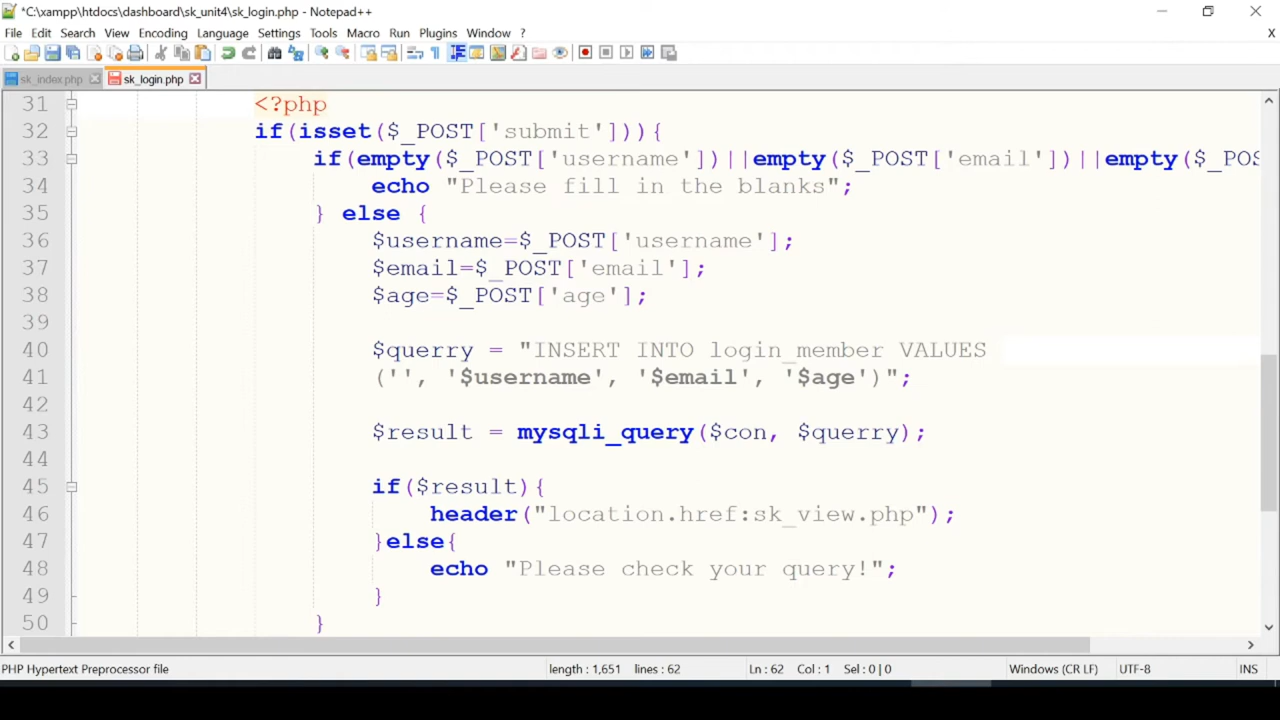 *C:\xampp\htdocs\dashboard\sk_unit4\sk_login.php - Notepad++
File Edit Search View Encoding Language Settings Tools Macro Run Plugins Window ? X
sk_index.php sk_login.php
31 <?php
32 if(isset($_POST['submit'])){
33 if(empty($_POST['username'])||empty($_POST['email'])||empty($_POS
34 echo "Please fill in the blanks";
35 } else {
36 $username=$_POST['username'];
37 $email=$_POST['email'];
38 $age=$_POST['age'];
39
40 $querry = "INSERT INTO login_member VALUES
41 ('', '$username', '$email', '$age')";
42
43 $result = mysqli_query($con, $querry);
44
45 if($result){
46 header("location.href:sk_view.php");
47 }else{
48 echo "Please check your query!";
49 }
50 }
PHP Hypertext Preprocessor file length : 1,651 lines : 62 Ln : 62 Col : 1 Sel : 0 | 0 Windows (CR LF) UTF-8 INS